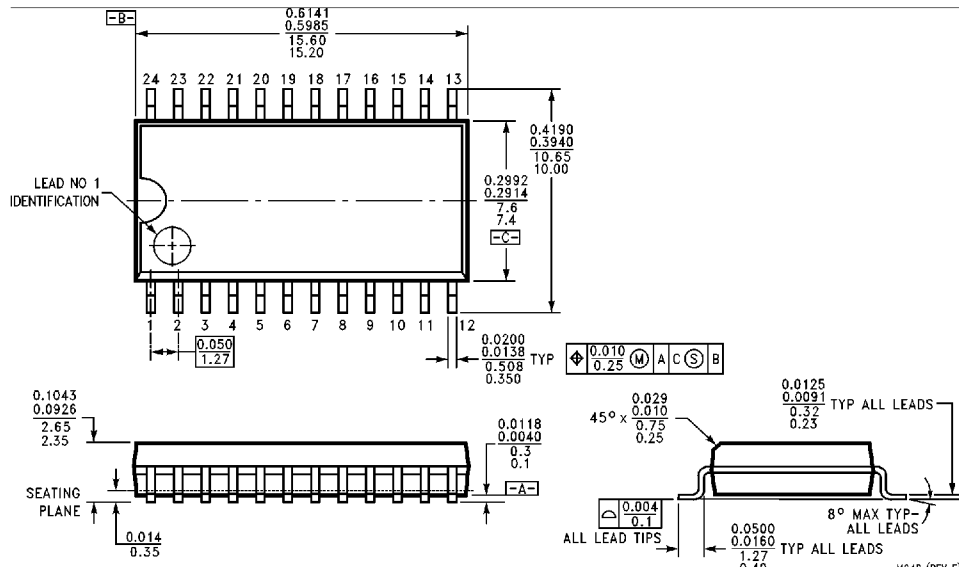 -B-
0.6141
0.5985
15.60
15.20
24 23 22 21 20 19 18 17 16 15 14 13
0.4190
0.3940
10.65
10.00
LEAD NO 1
IDENTIFICATION
0.2992
0.2914
7.6
7.4
-C-
1 2 3 4 5 6 7 8 9 10 11 12
0.050
1.27
0.0200
0.0138
0.508
0.350
TYP
⌖ 0.010
0.25 Ⓜ A C Ⓢ B
0.1043
0.0926
2.65
2.35
0.0118
0.0040
0.3
0.1
-A-
SEATING
PLANE
0.014
0.35
45° x
0.029
0.010
0.75
0.25
0.0125
0.0091
0.32
0.23
TYP ALL LEADS
0.004
0.1
ALL LEAD TIPS
8° MAX TYP-
ALL LEADS
0.0500
0.0160
1.27
TYP ALL LEADS